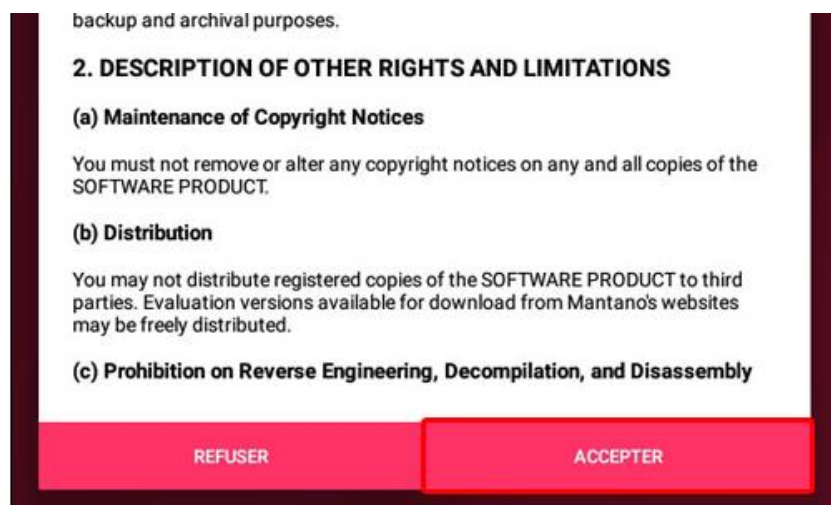 backup and archival purposes.
2. DESCRIPTION OF OTHER RIGHTS AND LIMITATIONS
(a) Maintenance of Copyright Notices
You must not remove or alter any copyright notices on any and all copies of the
SOFTWARE PRODUCT.
(b) Distribution
You may not distribute registered copies of the SOFTWARE PRODUCT to third
parties. Evaluation versions available for download from Mantano's websites
may be freely distributed.
(c) Prohibition on Reverse Engineering, Decompilation, and Disassembly
REFUSER
ACCEPTER